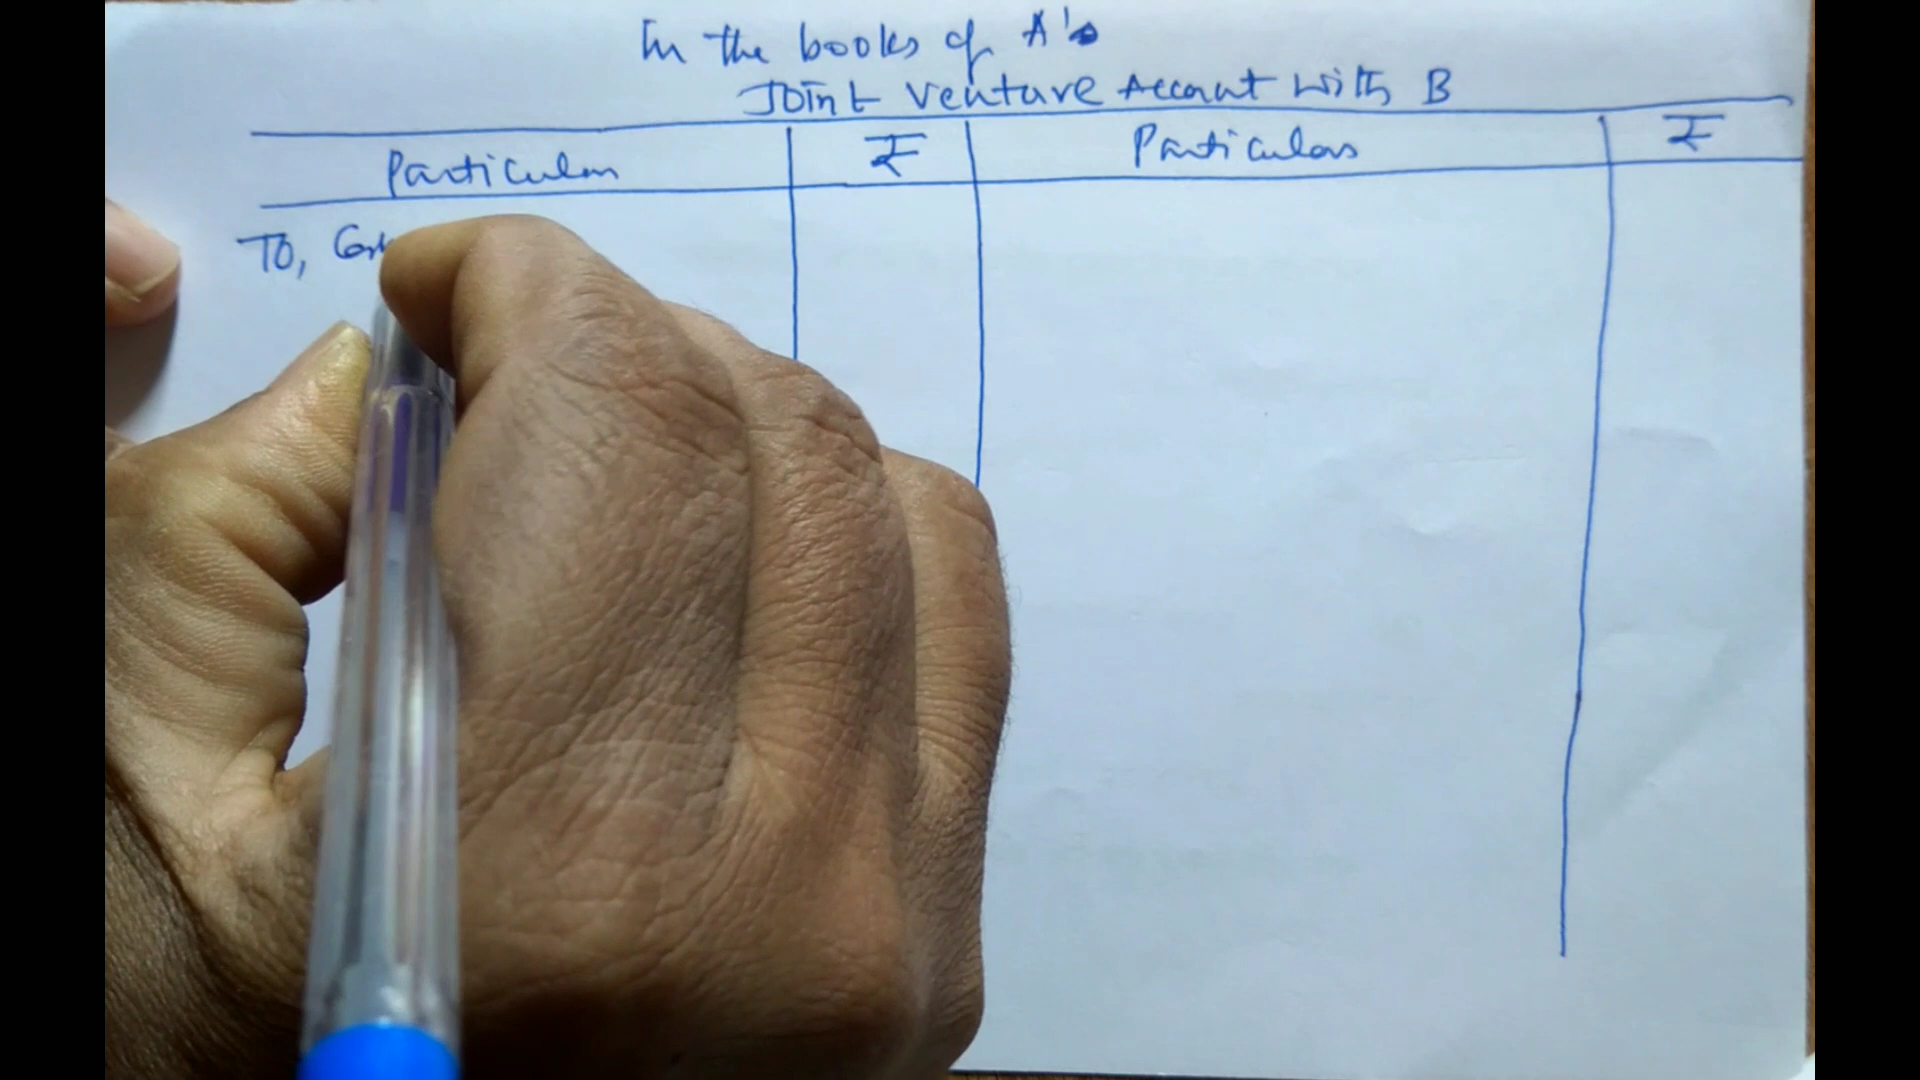 In the books of A's
Joint Venture Account with B
Particulars ₹ Particulars ₹
To,